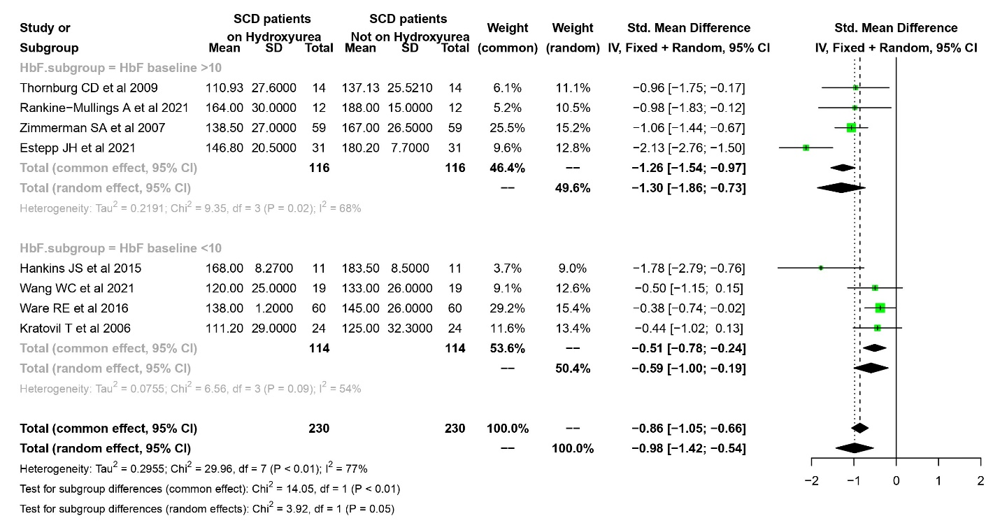 SCD patients SCD patients
Study or on Hydroxyurea Not on Hydroxyurea Weight Weight Std. Mean Difference Std. Mean Difference
Subgroup Mean SD Total Mean SD Total (common) (random) IV, Fixed + Random, 95% CI IV, Fixed + Random, 95% CI
HbF.subgroup = HbF baseline >10
Thornburg CD et al 2009 110.93 27.6000 14 137.13 25.5210 14 6.1% 11.1% −0.96 [−1.75; −0.17]
Rankine−Mullings A et al 2021 164.00 30.0000 12 188.00 15.0000 12 5.2% 10.5% −0.98 [−1.83; −0.12]
Zimmerman SA et al 2007 138.50 27.0000 59 167.00 26.5000 59 25.5% 15.2% −1.06 [−1.44; −0.67]
Estepp JH et al 2021 146.80 20.5000 31 180.20 7.7000 31 9.6% 12.8% −2.13 [−2.76; −1.50]
Total (common effect, 95% CI) 116 116 46.4% −− −1.26 [−1.54; −0.97]
Total (random effect, 95% CI) −− 49.6% −1.30 [−1.86; −0.73]
Heterogeneity: Tau² = 0.2191; Chi² = 9.35, df = 3 (P = 0.02); I² = 68%
HbF.subgroup = HbF baseline <10
Hankins JS et al 2015 168.00 8.2700 11 183.50 8.5000 11 3.7% 9.0% −1.78 [−2.79; −0.76]
Wang WC et al 2021 120.00 25.0000 19 133.00 26.0000 19 9.1% 12.6% −0.50 [−1.15; 0.15]
Ware RE et al 2016 138.00 1.2000 60 145.00 26.0000 60 29.2% 15.4% −0.38 [−0.74; −0.02]
Kratovil T et al 2006 111.20 29.0000 24 125.00 32.3000 24 11.6% 13.4% −0.44 [−1.02; 0.13]
Total (common effect, 95% CI) 114 114 53.6% −− −0.51 [−0.78; −0.24]
Total (random effect, 95% CI) −− 50.4% −0.59 [−1.00; −0.19]
Heterogeneity: Tau² = 0.0755; Chi² = 6.56, df = 3 (P = 0.09); I² = 54%
Total (common effect, 95% CI) 230 230 100.0% −− −0.86 [−1.05; −0.66]
Total (random effect, 95% CI) −− 100.0% −0.98 [−1.42; −0.54]
Heterogeneity: Tau² = 0.2955; Chi² = 29.96, df = 7 (P < 0.01); I² = 77%
−2 −1 0 1 2
Test for subgroup differences (common effect): Chi² = 14.05, df = 1 (P < 0.01)
Test for subgroup differences (random effects): Chi² = 3.92, df = 1 (P = 0.05)